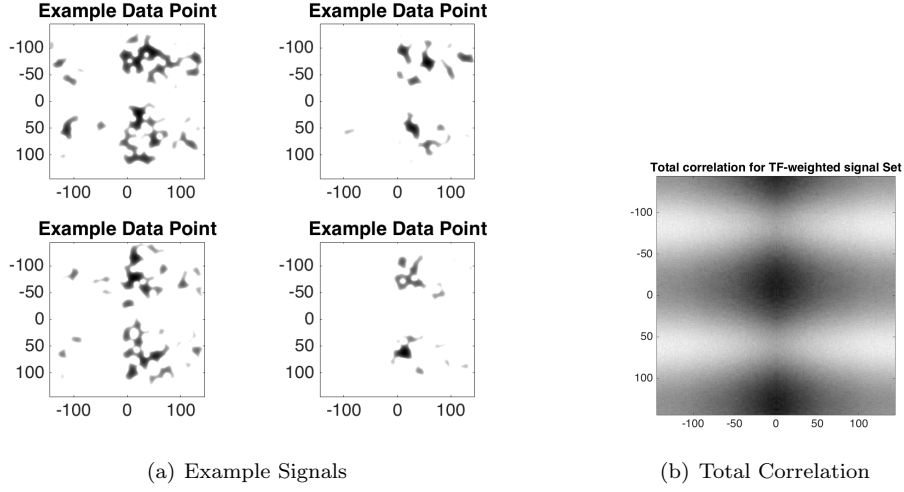 Example Data Point
-100
-50
0
50
100
-100 0 100
Example Data Point
-100
-50
0
50
100
-100 0 100
Example Data Point
-100
-50
0
50
100
-100 0 100
Example Data Point
-100
-50
0
50
100
-100 0 100
(a) Example Signals
Total correlation for TF-weighted signal Set
-100
-50
0
50
100
-100 -50 0 50 100
(b) Total Correlation